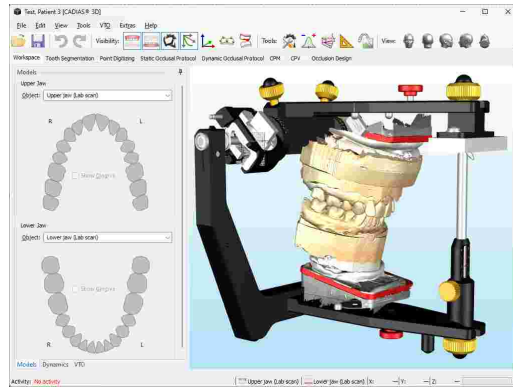 Test, Patient 3 [CADIAS® 3D]
File Edit View Tools VTO Extras Help
Visibility: Tools: View:
Workspace Tooth Segmentation Point Digitizing Static Occlusal Protocol Dynamic Occlusal Protocol CPM CPV Occlusion Design
Models
Upper Jaw
Object: Upper jaw (Lab scan)
R L
Show Origins
Lower Jaw
Object: Lower jaw (Lab scan)
Show Origins
R L
Models Dynamics VTO
Activity: No activity Upper jaw (Lab scan) Lower jaw (Lab scan) X: — Y: — Z: —